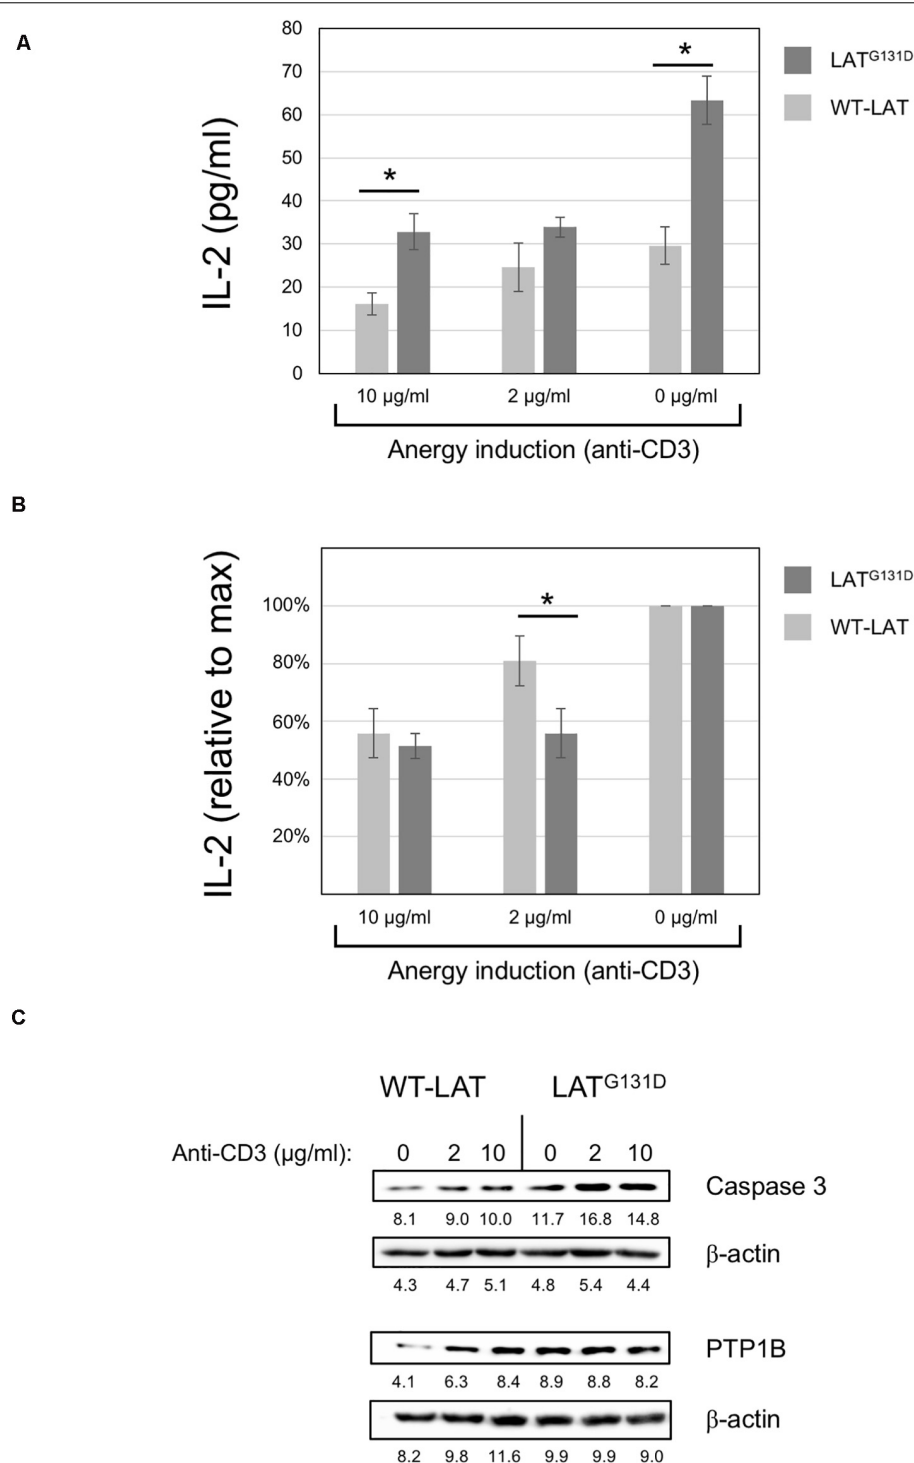 A
80
70
60
50
40
30
20
10
0
IL-2 (pg/ml)
*
*
LATG131D
WT-LAT
10 µg/ml 2 µg/ml 0 µg/ml
Anergy induction (anti-CD3)
B
100%
80%
60%
40%
20%
IL-2 (relative to max)
*
LATG131D
WT-LAT
10 µg/ml 2 µg/ml 0 µg/ml
Anergy induction (anti-CD3)
C
WT-LAT LATG131D
Anti-CD3 (µg/ml): 0 2 10 0 2 10
Caspase 3
8.1 9.0 10.0 11.7 16.8 14.8
β-actin
4.3 4.7 5.1 4.8 5.4 4.4
PTP1B
4.1 6.3 8.4 8.9 8.8 8.2
β-actin
8.2 9.8 11.6 9.9 9.9 9.0